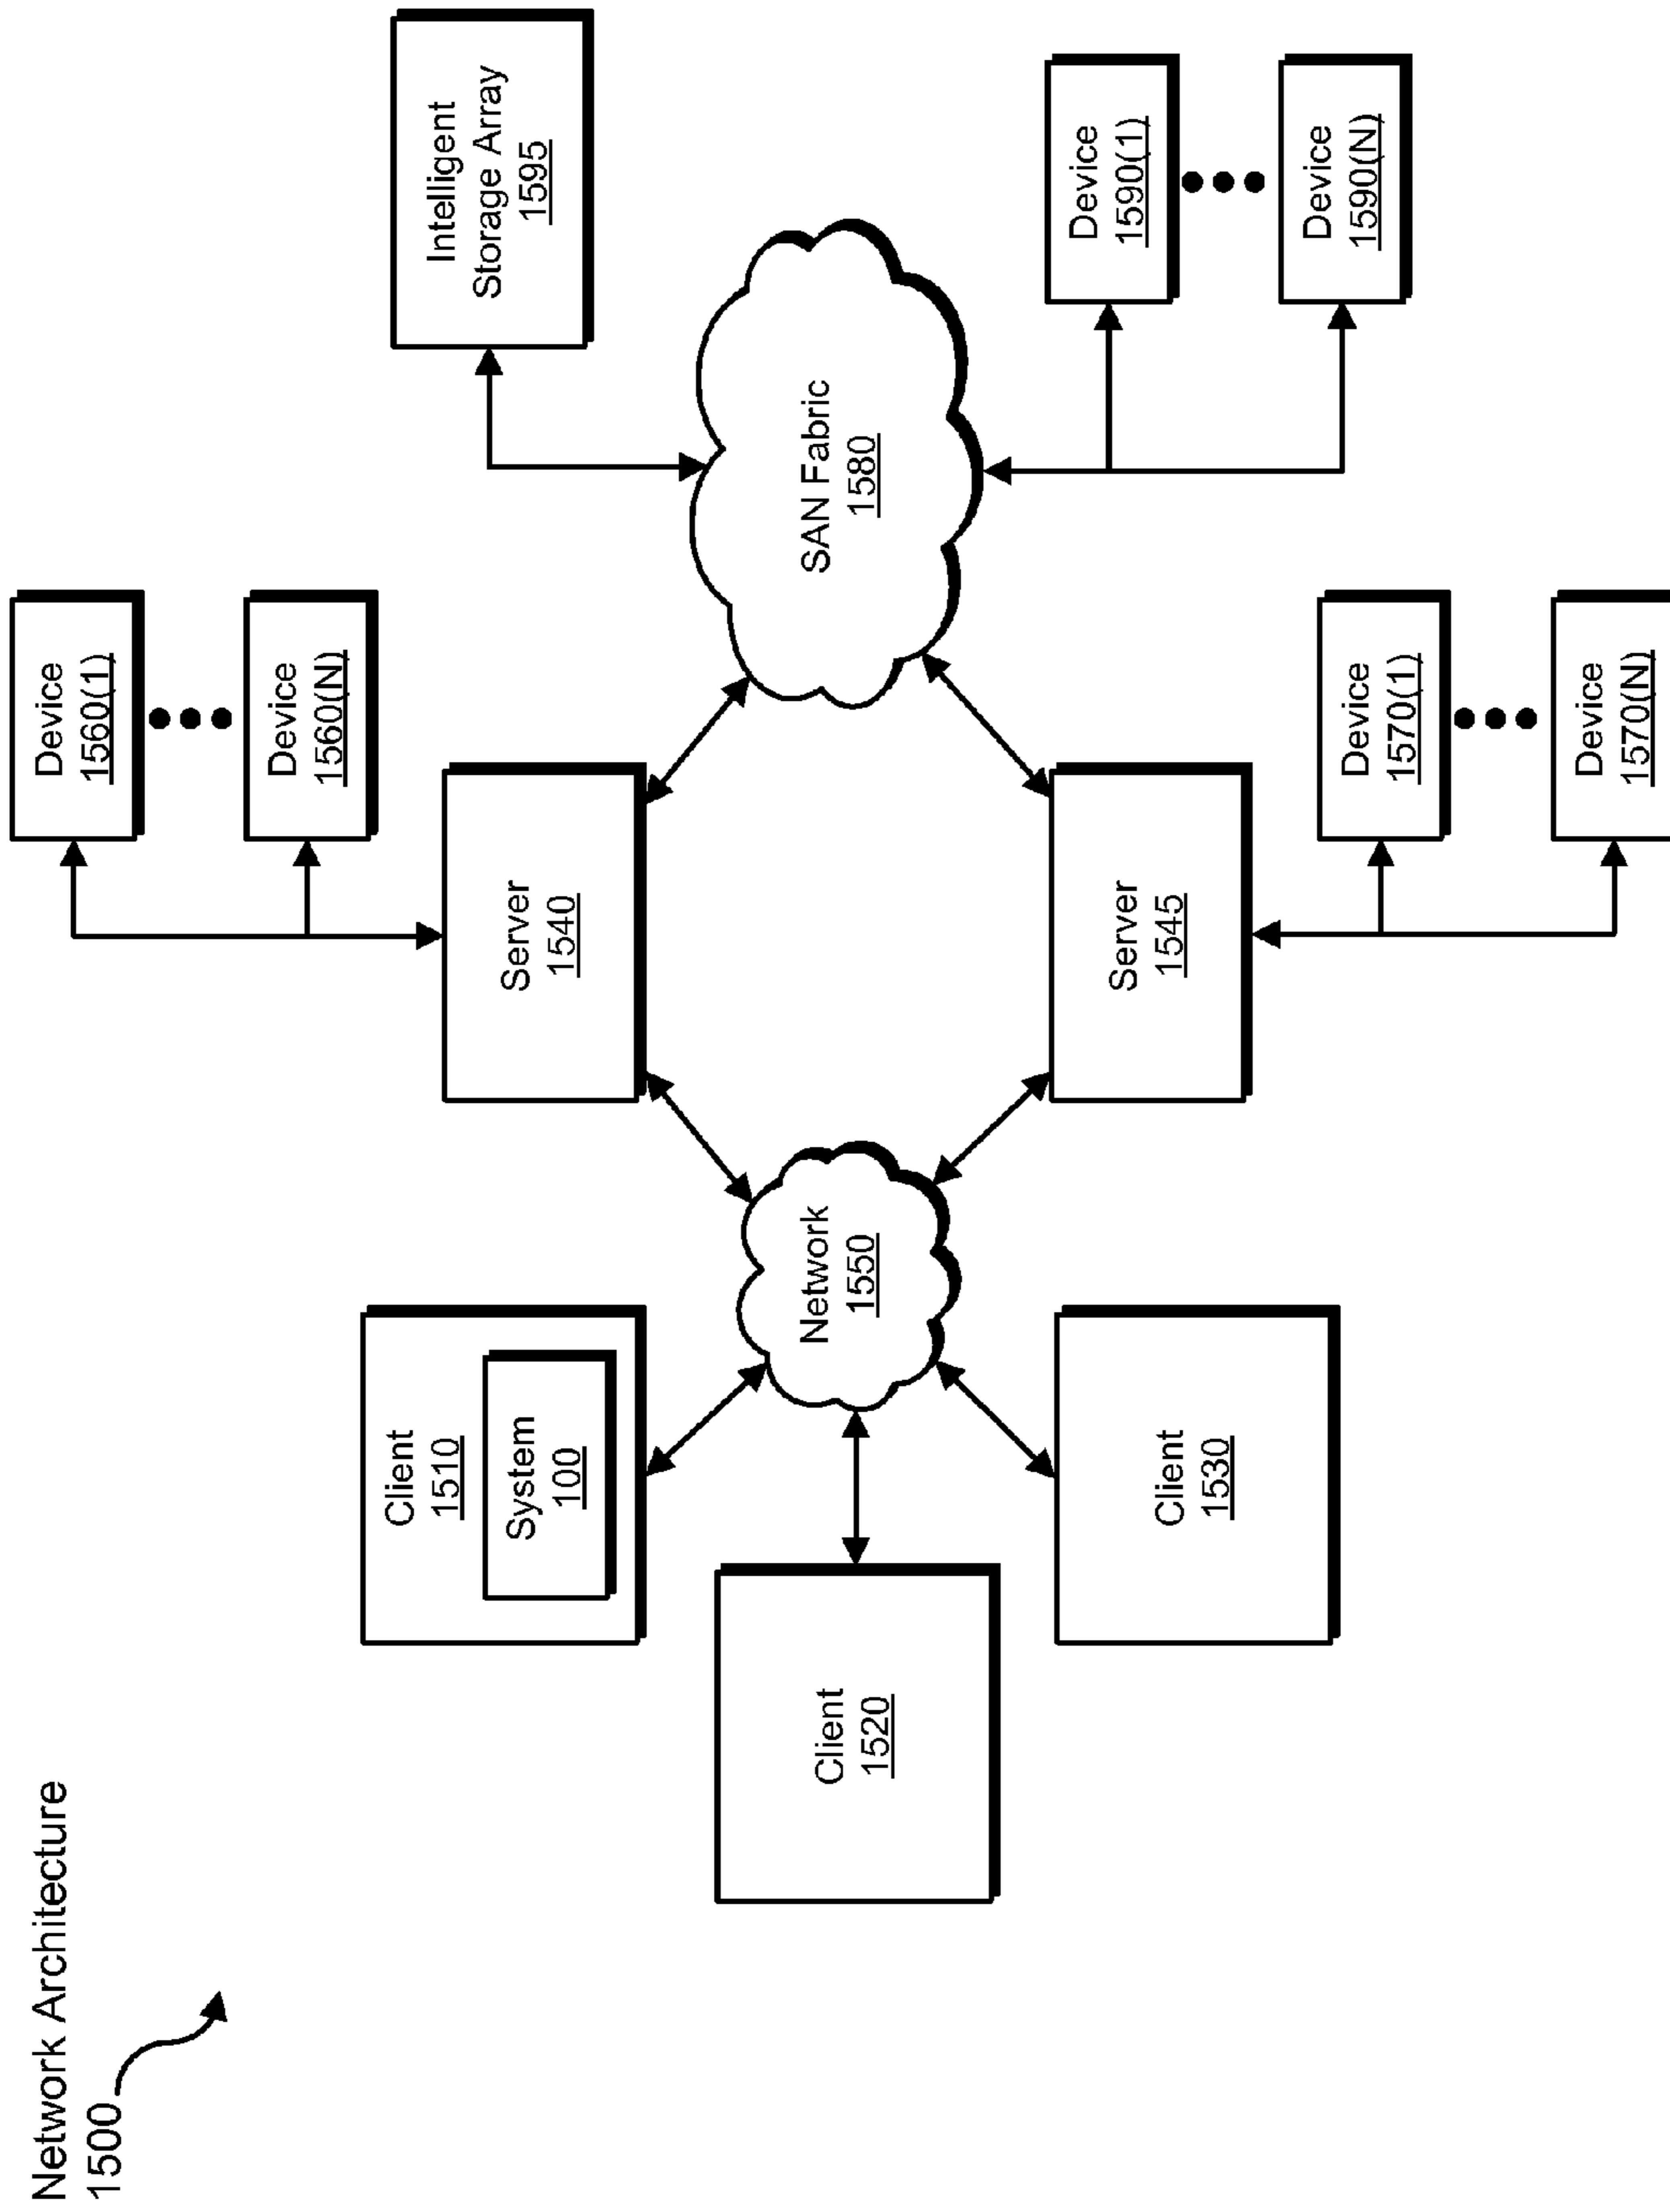 Network Architecture
1500
Client
1510
System
100
Client
1520
Client
1530
Network
1550
Server
1540
Server
1545
Device
1560(1)
Device
1560(N)
Device
1570(1)
Device
1570(N)
SAN Fabric
1580
Intelligent
Storage Array
1595
Device
1590(1)
Device
1590(N)